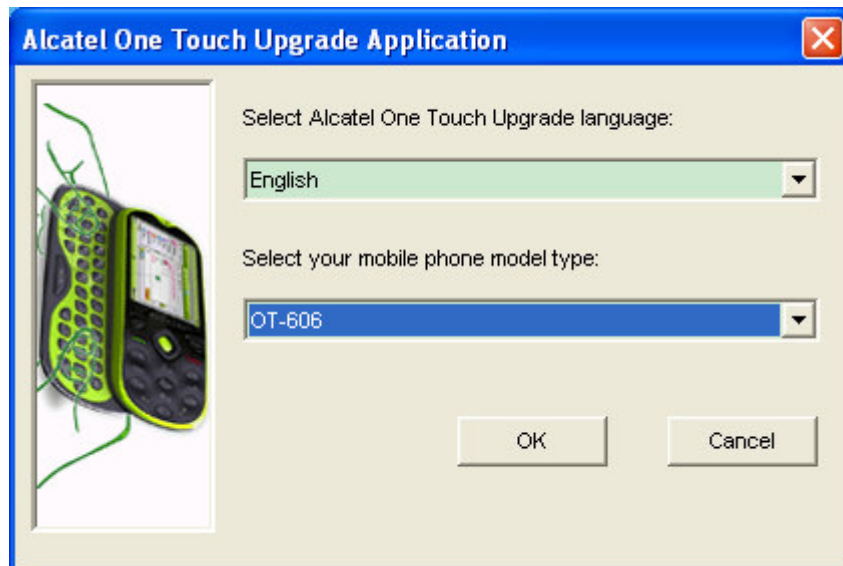 Alcatel One Touch Upgrade Application
Select Alcatel One Touch Upgrade language:
English
Select your mobile phone model type:
OT-606
OK
Cancel